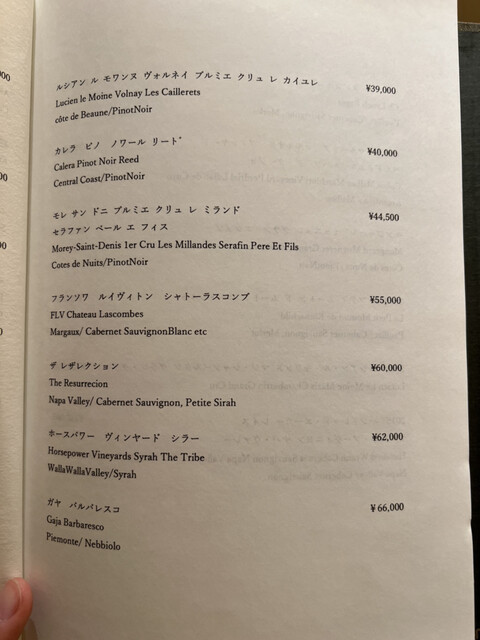 ルシアン ル モワンヌ ヴォルネイ プルミエ クリュ レ カイユレ ¥39,000
Lucien le Moine Volnay Les Caillerets
côte de Beaune/PinotNoir
カレラ ピノ ノワール リード ¥40,000
Calera Pinot Noir Reed
Central Coast/PinotNoir
モレ サン ドニ プルミエ クリュ レ ミランド ¥44,500
セラファン ペール エ フィス
Morey-Saint-Denis 1er Cru Les Millandes Serafin Pere Et Fils
Cotes de Nuits/PinotNoir
フランソワ ルイヴィトン シャトーラスコンブ ¥55,000
FLV Chateau Lascombes
Margaux/ Cabernet SauvignonBlanc etc
ザ レザレクション ¥60,000
The Resurrecion
Napa Valley/ Cabernet Sauvignon, Petite Sirah
ホースパワー ヴィンヤード シラー ¥62,000
Horsepower Vineyards Syrah The Tribe
WallaWallaValley/Syrah
ガヤ バルバレスコ ¥66,000
Gaja Barbaresco
Piemonte/ Nebbiolo